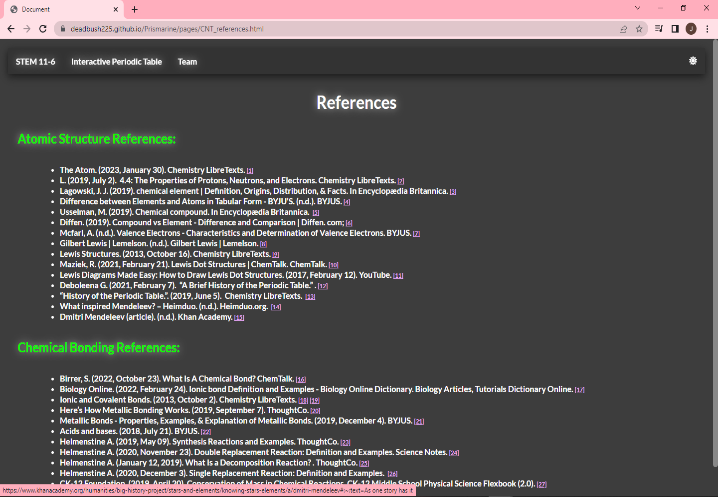 Document
deadbush225.github.io/Prismarine/pages/CNT_references.html
J
STEM 11-6 Interactive Periodic Table Team
References
Atomic Structure References:
• The Atom. (2023, January 30). Chemistry LibreTexts. [1]
• L. (2019, July 2). 4.4: The Properties of Protons, Neutrons, and Electrons. Chemistry LibreTexts. [2]
• Lagowski, J. J. (2019). chemical element | Definition, Origins, Distribution, & Facts. In Encyclopædia Britannica. [3]
• Difference between Elements and Atoms in Tabular Form - BYJU'S. (n.d.). BYJUS. [4]
• Usselman, M. (2019). Chemical compound. In Encyclopædia Britannica. [5]
• Diffen. (2019). Compound vs Element - Difference and Comparison | Diffen. com; [6]
• Mcfarl, A. (n.d.). Valence Electrons - Characteristics and Determination of Valence Electrons. BYJUS. [7]
• Gilbert Lewis | Lemelson. (n.d.). Gilbert Lewis | Lemelson. [8]
• Lewis Structures. (2013, October 16). Chemistry LibreTexts. [9]
• Maziek, R. (2021, February 21). Lewis Dot Structures | ChemTalk. ChemTalk. [10]
• Lewis Diagrams Made Easy: How to Draw Lewis Dot Structures. (2017, February 12). YouTube. [11]
• Deboleena G. (2021, February 7). "A Brief" History of the Periodic Table." . [12]
• "History of the Periodic Table.". (2019, June 5). Chemistry LibreTexts. [13]
• What inspired Mendeleev? – Heimduo. (n.d.). Heimduo.org. [14]
• Dmitri Mendeleev (article). (n.d.). Khan Academy. [15]
Chemical Bonding References:
• Birrer, S. (2022, October 23). What Is A Chemical Bond? ChemTalk. [16]
• Biology Online. (2022, February 24). Ionic bond Definition and Examples - Biology Online Dictionary. Biology Articles, Tutorials Dictionary Online. [17]
• Ionic and Covalent Bonds. (2013, October 2). Chemistry LibreTexts. [18] [19]
• Here's How Metallic Bonding Works. (2019, September 7). ThoughtCo. [20]
• Metallic Bonds - Properties, Examples, & Explanation of Metallic Bonds. (2019, December 4). BYJUS. [21]
• Acids and bases. (2018, July 21). BYJUS. [22]
• Helmenstine A. (2019, May 09). Synthesis Reactions and Examples. ThoughtCo. [23]
• Helmenstine A. (2020, November 23). Double Replacement Reaction: Definition and Examples. Science Notes. [24]
• Helmenstine A. (January 12, 2019). What Is a Decomposition Reaction? . ThoughtCo. [25]
• Helmenstine A. (2020, December 3). Single Replacement Reaction: Definition and Examples. [26]
• CK-12 Foundation. (2019, April 20). Conservation of Mass in Chemical Reactions. CK-12 Middle School Physical Science Flexbook (2.0). [27]
https://www.khanacademy.org/humanities/big-history-project/stars-and-elements/knowing-stars-elements/a/dmitri-mendeleev#:~:text=As one story has it